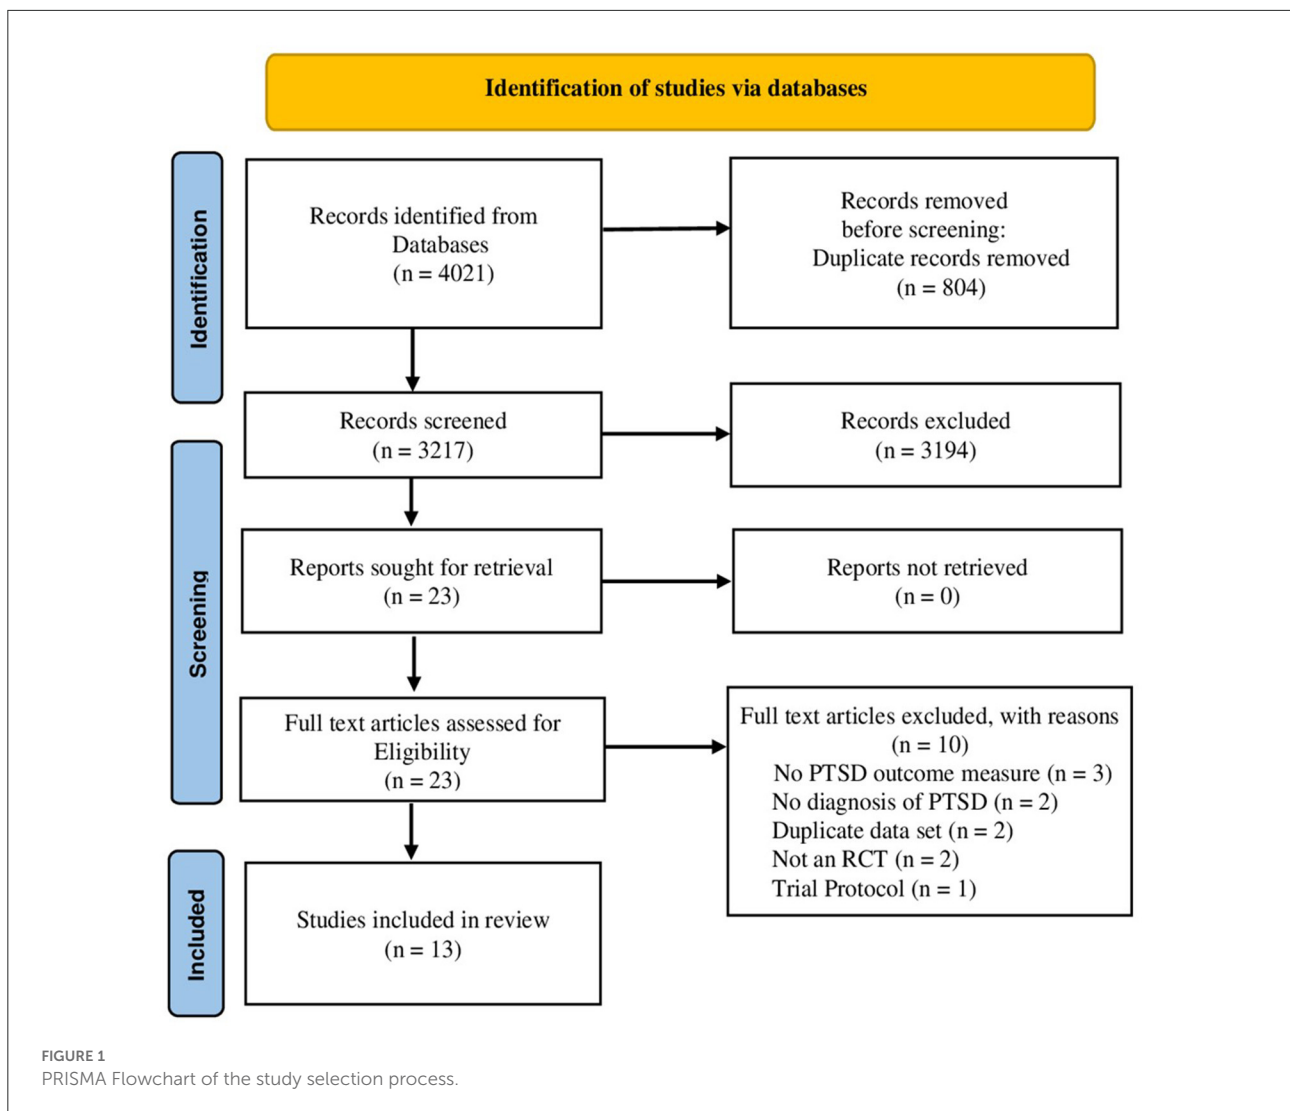 Identification of studies via databases
Identification
Records identified from
Databases
(n = 4021)
Records removed
before screening:
Duplicate records removed
(n = 804)
Screening
Records screened
(n = 3217)
Records excluded
(n = 3194)
Reports sought for retrieval
(n = 23)
Reports not retrieved
(n = 0)
Full text articles assessed for
Eligibility
(n = 23)
Full text articles excluded, with reasons
(n = 10)
No PTSD outcome measure (n = 3)
No diagnosis of PTSD (n = 2)
Duplicate data set (n = 2)
Not an RCT (n = 2)
Trial Protocol (n = 1)
Included
Studies included in review
(n = 13)
FIGURE 1
PRISMA Flowchart of the study selection process.